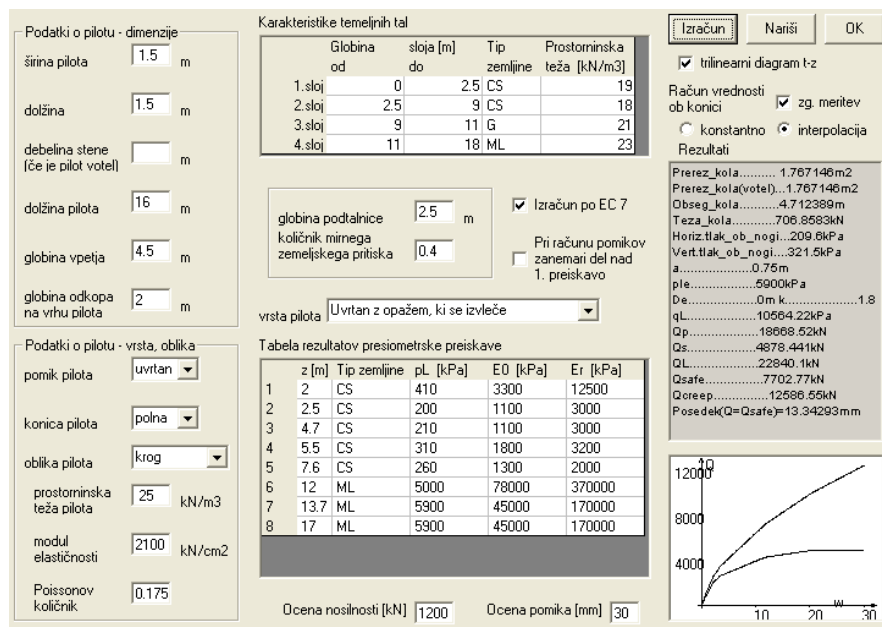 Podatki o pilotu - dimenzije
širina pilota 1.5 m
dolžina 1.5 m
debelina stene
(če je pilot votel) m
dolžina pilota 16 m
globina vpetja 4.5 m
globina odkopa
na vrhu pilota 2 m
Podatki o pilotu - vrsta, oblika
pomik pilota uvrtan
konica pilota polna
oblika pilota krog
prostorninska
teža pilota 25 kN/m3
modul
elastičnosti 2100 kN/cm2
Poissonov
količnik 0.175
Karakteristike temeljnih tal
Globina sloja [m] Tip Prostorninska
od do zemljine teža [kN/m3]
1.sloj 0 2.5 CS 19
2.sloj 2.5 9 CS 18
3.sloj 9 11 G 21
4.sloj 11 18 ML 23
globina podtalnice 2.5 m
količnik mirnega
zemeljskega pritiska 0.4
Izračun po EC 7
Pri računu pomikov
zanemari del nad
1. preiskavo
vrsta pilota Uvrtan z opažem, ki se izvleče
Tabela rezultatov presiometrske preiskave
z [m] Tip zemljine pL [kPa] E0 [kPa] Er [kPa]
1 2 CS 410 3300 12500
2 2.5 CS 200 1100 3000
3 4.7 CS 210 1100 3000
4 5.5 CS 310 1800 3200
5 7.6 CS 260 1300 2000
6 12 ML 5000 78000 370000
7 13.7 ML 5900 45000 170000
8 17 ML 5900 45000 170000
Ocena nosilnosti [kN] 1200 Ocena pomika [mm] 30
Izračun Nariši OK
trilinearni diagram t-z
Račun vrednosti
ob konici zg. meritev
konstantno interpolacija
Rezultati
Prerez_kola.......... 1.767146m2
Prerez_kola(votel)...1.767146m2
Obseg_kola............4.712389m
Teza_kola............706.8583kN
Horiz.tlak_ob_nogi...209.6kPa
Vert.tlak_ob_nogi....321.5kPa
a...................0.75m
ple....................5900kPa
De......................0m k...................1.8
qL....................10564.22kPa
Qp.....................18668.52kN
Qs.....................4878.441kN
QL.....................22840.1kN
Qsafe................7702.77kN
Qcreep...............12586.55kN
Posedek(Q=Qsafe)=13.34293mm
Q
12000
8000
4000
10 20 W 30